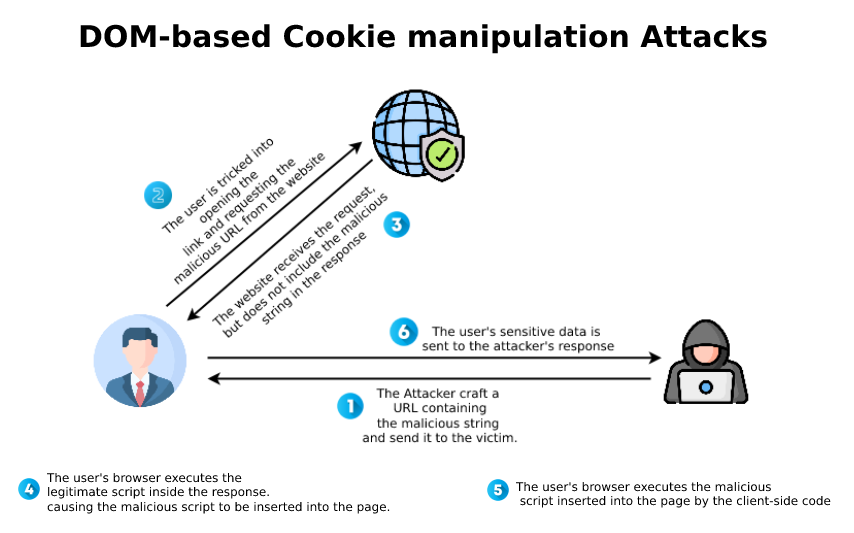 DOM-based Cookie manipulation Attacks
2
The user is tricked into
opening the
link and requesting the
malicious URL from the website
3
The website receives the request,
but does not include the malicious
string in the response
6
The user's sensitive data is
sent to the attacker's response
1
The Attacker craft a
URL containing
the malicious string
and send it to the victim.
4
The user's browser executes the
legitimate script inside the response.
causing the malicious script to be inserted into the page.
5
The user's browser executes the malicious
script inserted into the page by the client-side code